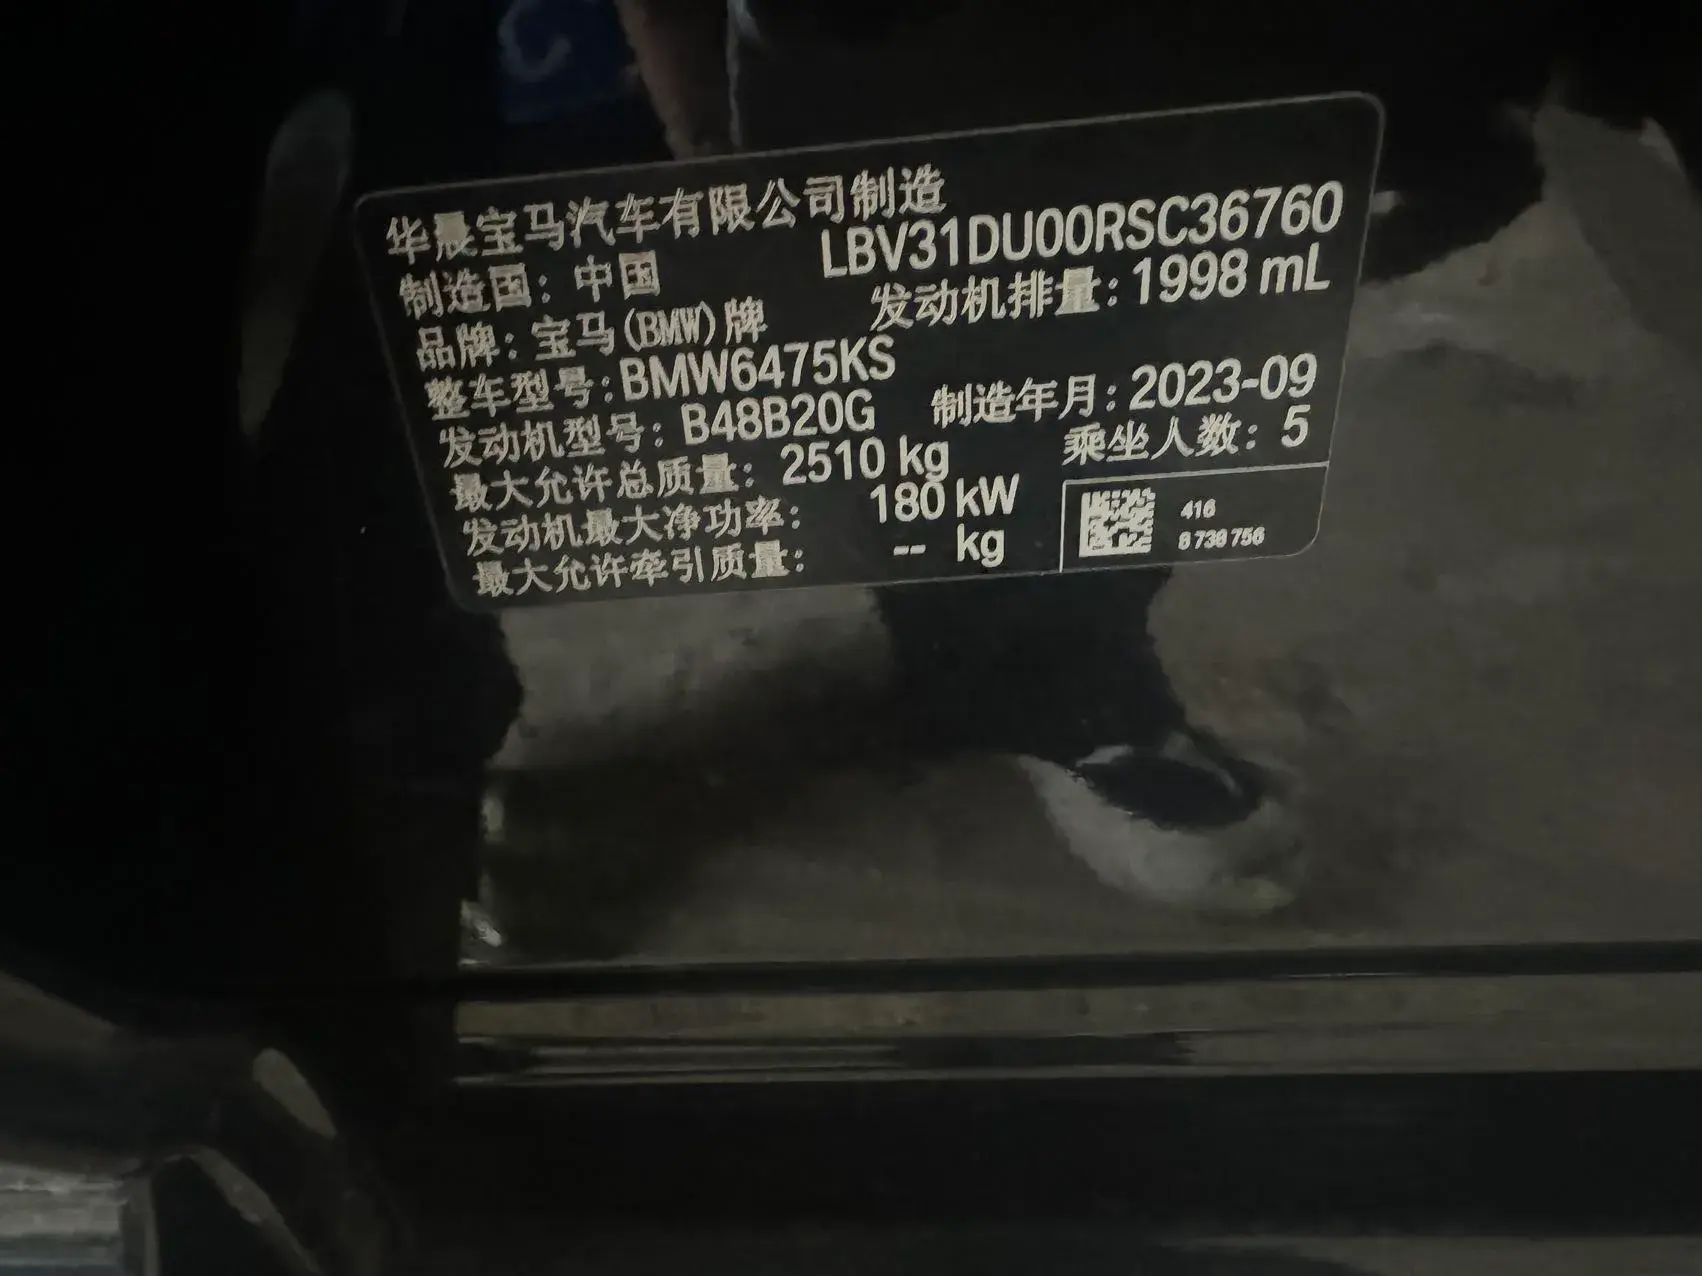 华晨宝马汽车有限公司制造
LBV31DU00RSC36760
制造国：中国
发动机排量：1998 mL
品牌：宝马(BMW)牌
整车型号：BMW6475KS
制造年月：2023-09
发动机型号：B48B20G
乘坐人数：5
最大允许总质量：2510 kg
发动机最大净功率：180 kW
最大允许牵引质量：-- kg
416
8 738 756